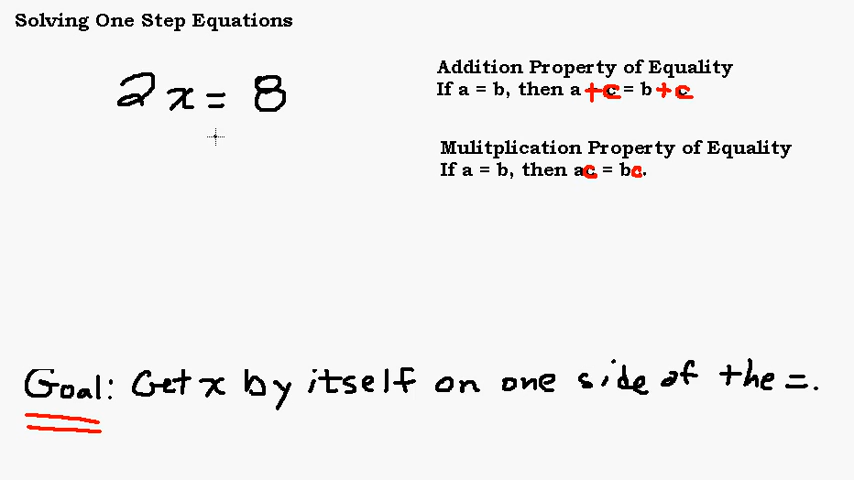 Solving One Step Equations
2x = 8
Addition Property of Equality
If a = b, then a + c = b + c
Mulitplication Property of Equality
If a = b, then ac = bc.
Goal: Get x by itself on one side of the =.